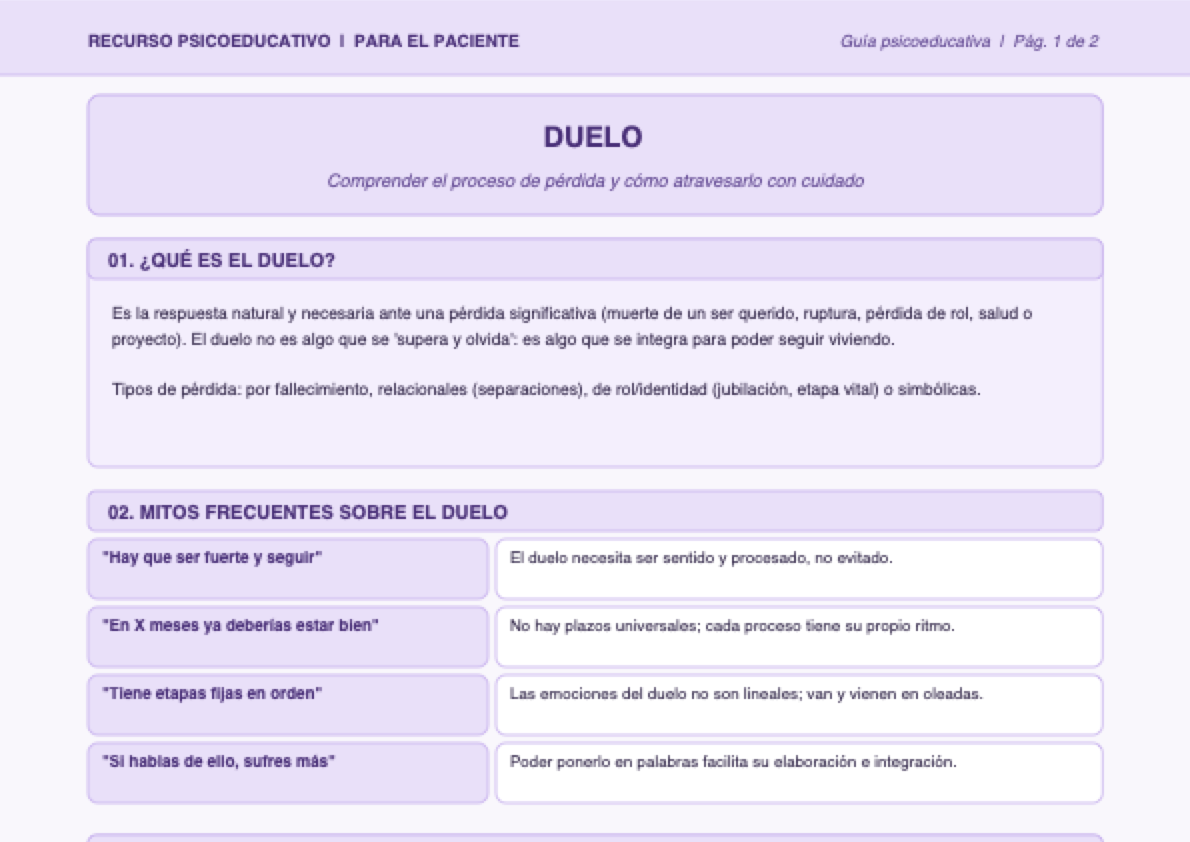 RECURSO PSICOEDUCATIVO | PARA EL PACIENTE
Guía psicoeducativa | Pág. 1 de 2
DUELO
Comprender el proceso de pérdida y cómo atravesarlo con cuidado
01. ¿QUÉ ES EL DUELO?
Es la respuesta natural y necesaria ante una pérdida significativa (muerte de un ser querido, ruptura, pérdida de rol, salud o
proyecto). El duelo no es algo que se 'supera y olvida': es algo que se integra para poder seguir viviendo.
Tipos de pérdida: por fallecimiento, relacionales (separaciones), de rol/identidad (jubilación, etapa vital) o simbólicas.
02. MITOS FRECUENTES SOBRE EL DUELO
"Hay que ser fuerte y seguir"
El duelo necesita ser sentido y procesado, no evitado.
"En X meses ya deberías estar bien"
No hay plazos universales; cada proceso tiene su propio ritmo.
"Tiene etapas fijas en orden"
Las emociones del duelo no son lineales; van y vienen en oleadas.
"Si hablas de ello, sufres más"
Poder ponerlo en palabras facilita su elaboración e integración.